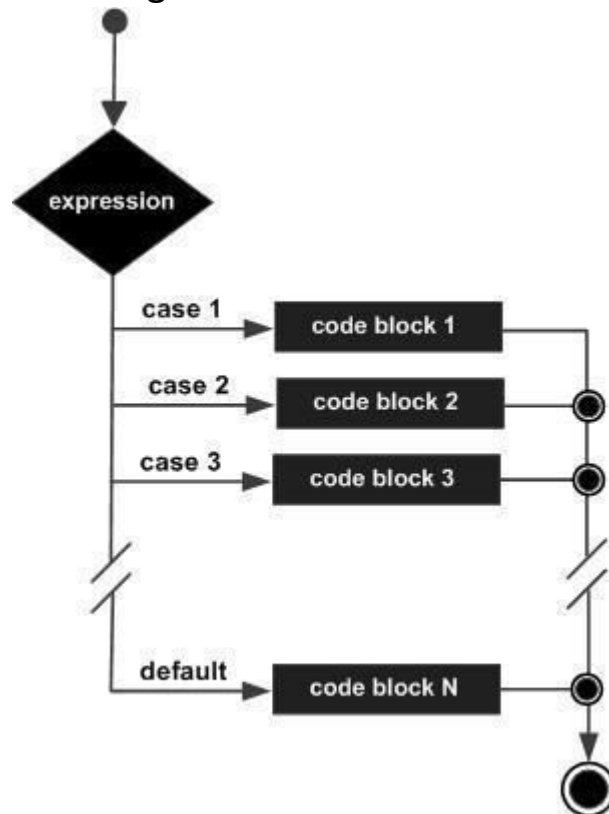 expression
case 1
code block 1
case 2
code block 2
case 3
code block 3
default
code block N